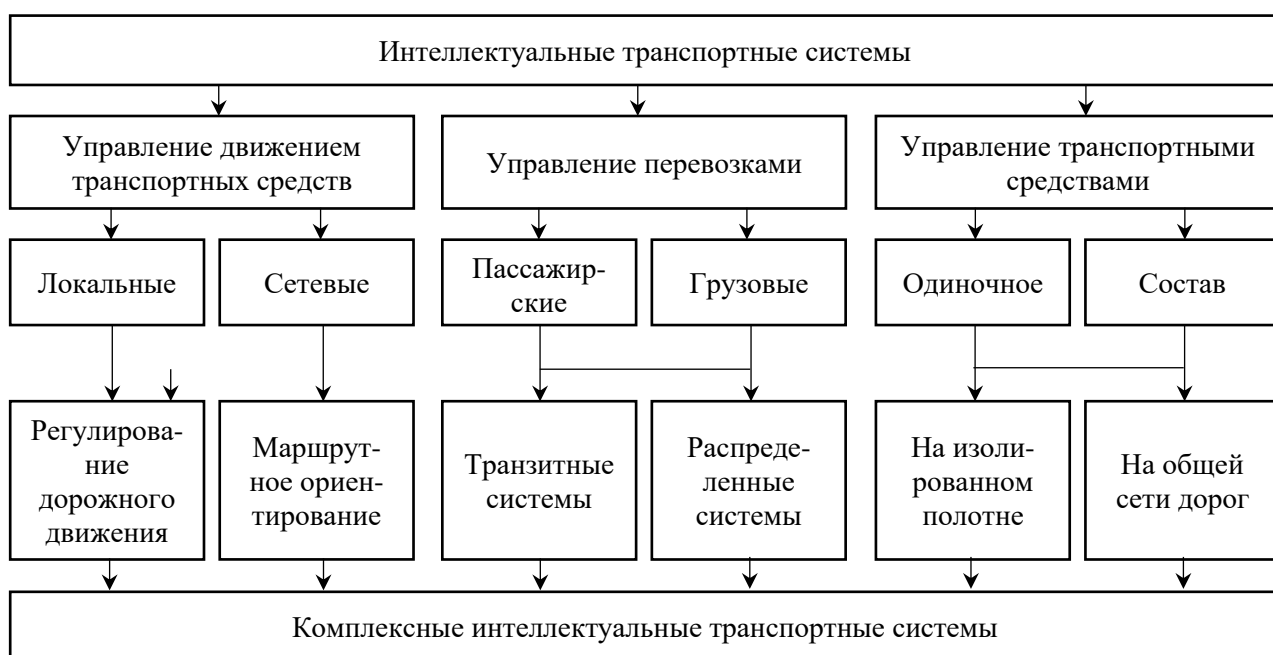 Интеллектуальные транспортные системы
Управление движением
транспортных средств
Управление перевозками
Управление транспортными
средствами
Локальные
Сетевые
Пассажир-
ские
Грузовые
Одиночное
Состав
Регулирова-
ние
дорожного
движения
Маршрут-
ное ориен-
тирование
Транзитные
системы
Распреде-
ленные
системы
На изоли-
рованном
полотне
На общей
сети дорог
Комплексные интеллектуальные транспортные системы